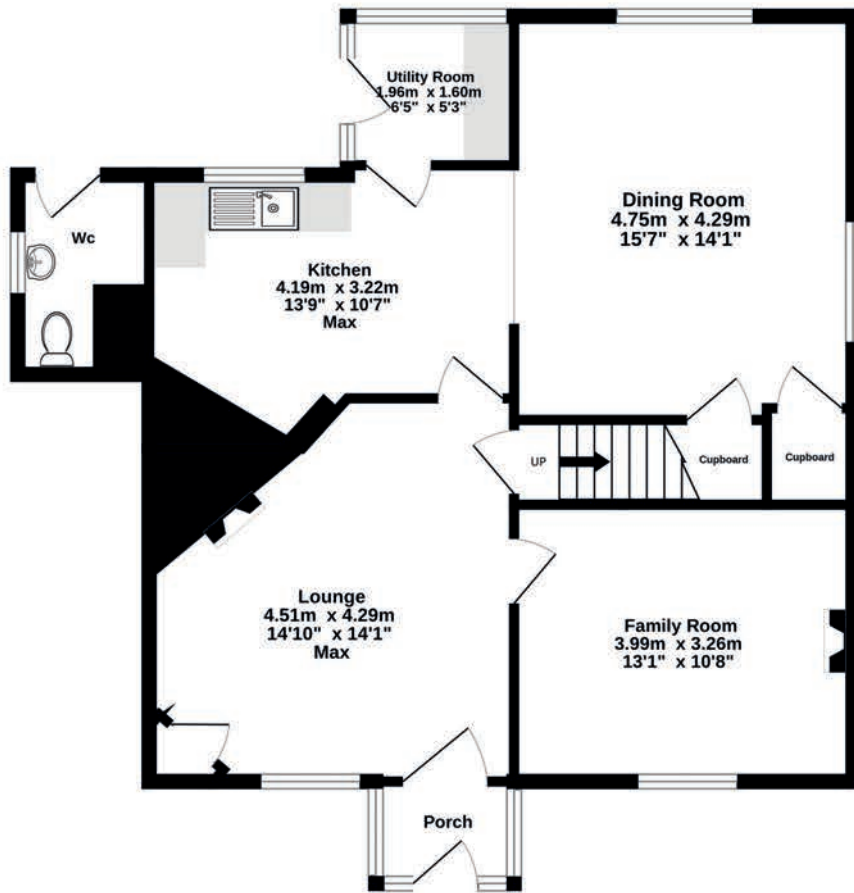 Utility Room
1.96m x 1.60m
6'5" x 5'3"
Wc
Kitchen
4.19m x 3.22m
13'9" x 10'7"
Max
Dining Room
4.75m x 4.29m
15'7" x 14'1"
UP
Cupboard
Cupboard
Lounge
4.51m x 4.29m
14'10" x 14'1"
Max
Family Room
3.99m x 3.26m
13'1" x 10'8"
Porch